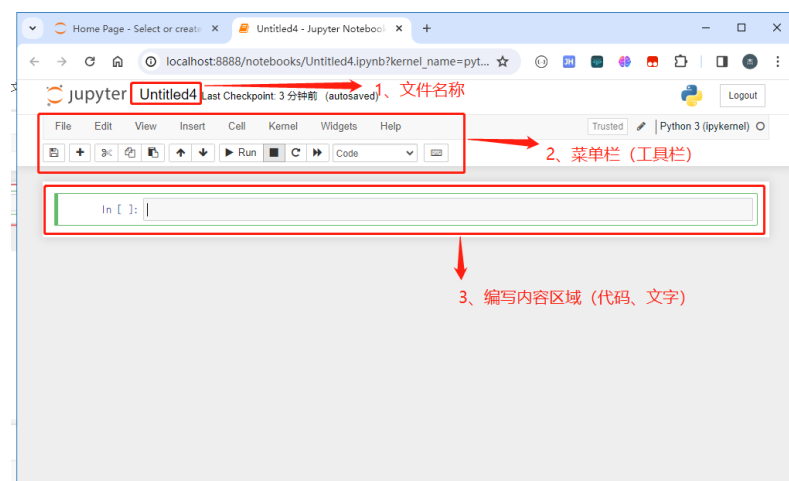 Home Page - Select or create
Untitled4 - Jupyter Noteboo
localhost:8888/notebooks/Untitled4.ipynb?kernel_name=pyt...
jupyter Untitled4 Last Checkpoint: 3 分钟前 (autosaved)
1、文件名称
Logout
File Edit View Insert Cell Kernel Widgets Help
Trusted
Python 3 (ipykernel)
Run
Code
2、菜单栏（工具栏）
In [ ]:
3、编写内容区域（代码、文字）